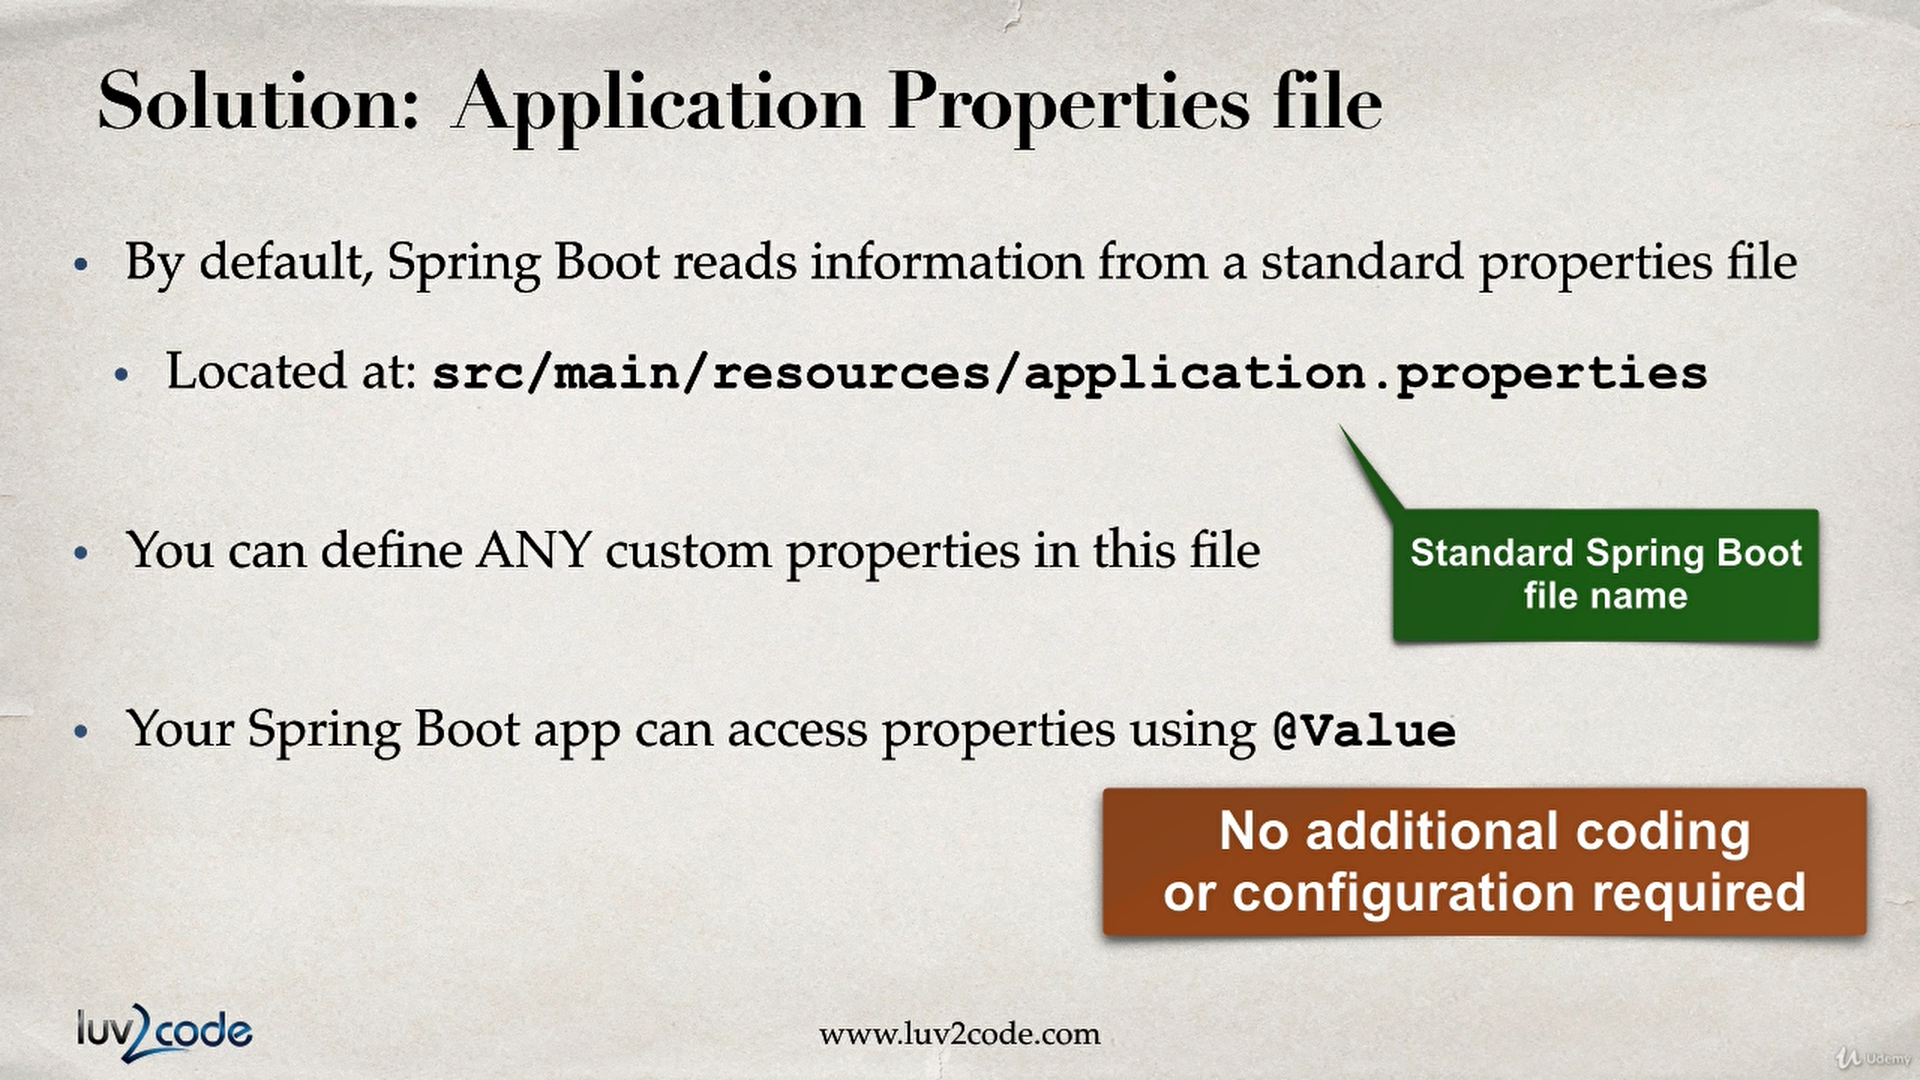 Solution: Application Properties file
• By default, Spring Boot reads information from a standard properties file
• Located at: src/main/resources/application.properties
Standard Spring Boot
file name
• You can define ANY custom properties in this file
• Your Spring Boot app can access properties using @Value
No additional coding
or configuration required
luv2code
www.luv2code.com
Udemy